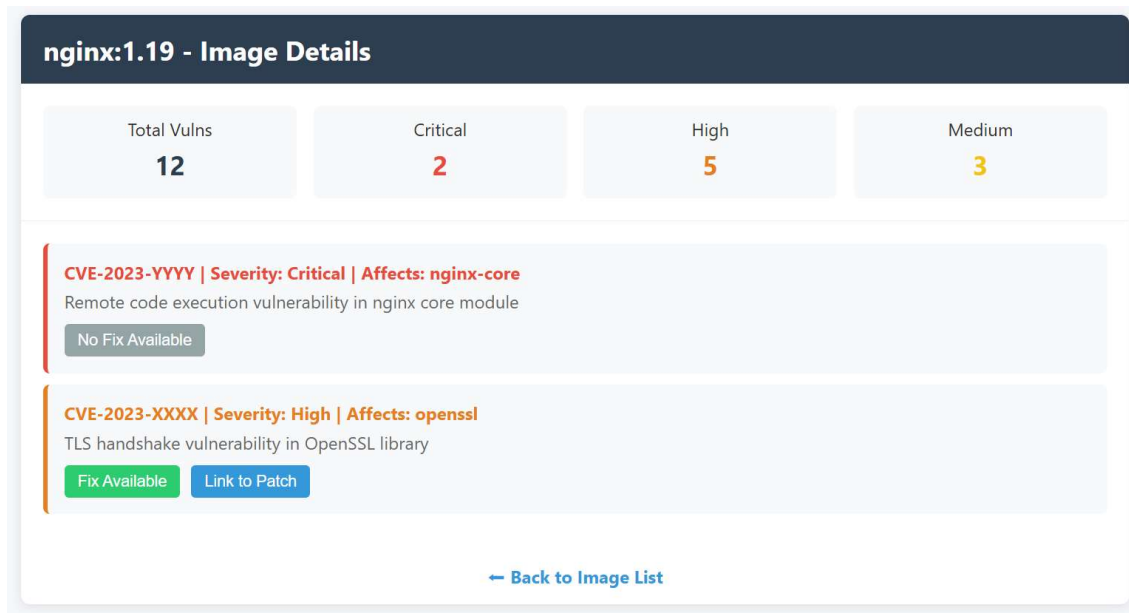 nginx:1.19 - Image Details
Total Vulns
12
Critical
2
High
5
Medium
3
CVE-2023-YYYY | Severity: Critical | Affects: nginx-core
Remote code execution vulnerability in nginx core module
No Fix Available
CVE-2023-XXXX | Severity: High | Affects: openssl
TLS handshake vulnerability in OpenSSL library
Fix Available
Link to Patch
← Back to Image List